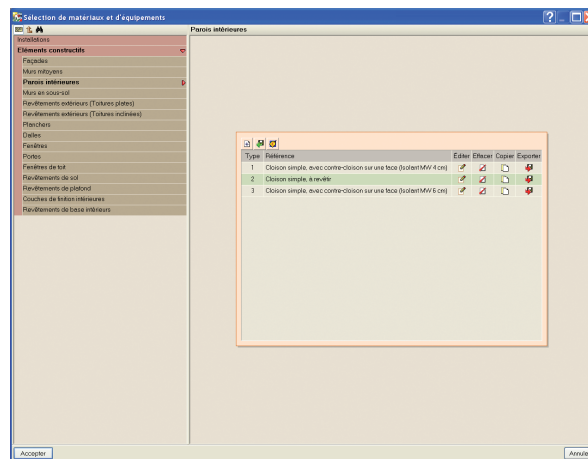 Sélection de matériaux et d'équipements
Installations
Eléments constructifs
Façades
Murs mitoyens
Parois intérieures
Murs en sous-sol
Revêtements extérieurs (Toitures plates)
Revêtements extérieurs (Toitures inclinées)
Planchers
Dalles
Fenêtres
Portes
Fenêtres de toit
Revêtements de sol
Revêtements de plafond
Couches de finition intérieures
Revêtements de base intérieurs
Parois intérieures
Type Référence Éditer Effacer Copier Exporter
1 Cloison simple, avec contre-cloison sur une face (Isolant MW 4 cm)
2 Cloison simple, à revêtir
3 Cloison simple, avec contre-cloison sur une face (Isolant MW 6 cm)
Accepter
Annule